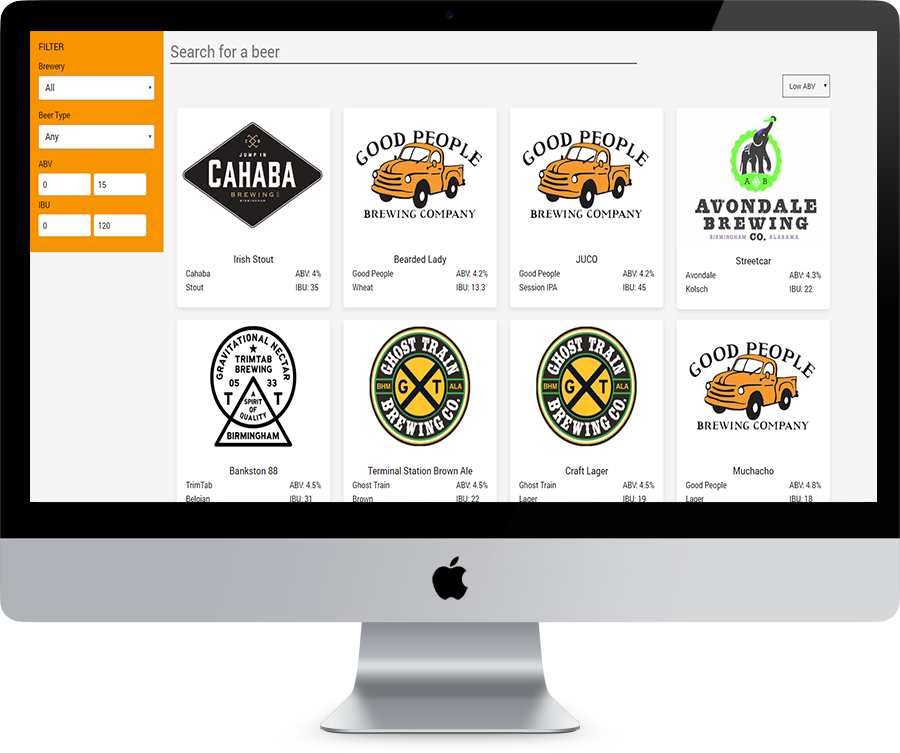 FILTER
Brewery
All
Beer Type
Any
ABV
0 15
IBU
0 120
Search for a beer
Low ABV
JUMP IN
CAHABA
BREWING
BIRMINGHAM
Irish Stout
Cahaba ABV: 4%
Stout IBU: 35
GOOD PEOPLE
BREWING COMPANY
Bearded Lady
Good People ABV: 4.2%
Wheat IBU: 13.3
GOOD PEOPLE
BREWING COMPANY
JUCO
Good People ABV: 4.2%
Session IPA IBU: 45
A B
AVONDALE
BREWING
BIRMINGHAM CO. ALABAMA
Streetcar
Avondale ABV: 4.3%
Kolsch IBU: 22
GRAVITATIONAL NECTAR
TRIMTAB
BREWING
05 33
T T
A
SPIRIT
OF
QUALITY
BIRMINGHAM
Bankston 88
TrimTab ABV: 4.5%
Belgian IBU: 31
GHOST TRAIN
BHM G T ALA
BREWING CO.
Terminal Station Brown Ale
Ghost Train ABV: 4.5%
Brown IBU: 22
GHOST TRAIN
BHM G T ALA
BREWING CO.
Craft Lager
Ghost Train ABV: 4.5%
Lager IBU: 19
GOOD PEOPLE
BREWING COMPANY
Muchacho
Good People ABV: 4.8%
Lager IBU: 18